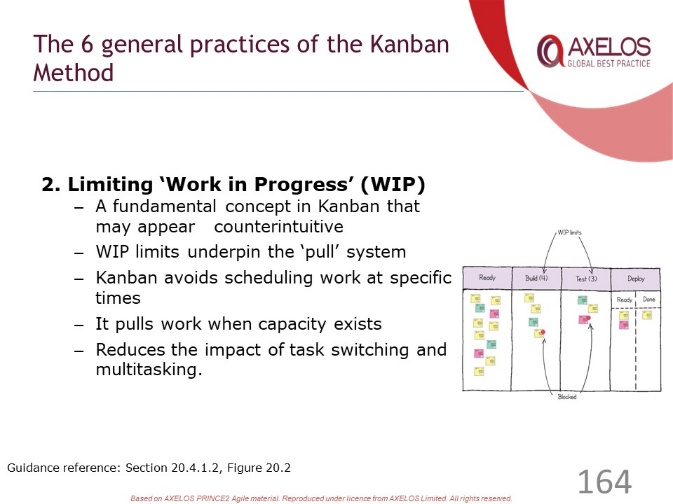 The 6 general practices of the Kanban
Method
AXELOS
GLOBAL BEST PRACTICE
2. Limiting ‘Work in Progress’ (WIP)
– A fundamental concept in Kanban that
may appear counterintuitive
– WIP limits underpin the ‘pull’ system
– Kanban avoids scheduling work at specific
times
– It pulls work when capacity exists
– Reduces the impact of task switching and
multitasking.
WIP limits
Ready Build (4) Test (3) Deploy
Ready Done
Blocked
Guidance reference: Section 20.4.1.2, Figure 20.2
164
Based on AXELOS PRINCE2 Agile material. Reproduced under licence from AXELOS Limited. All rights reserved.